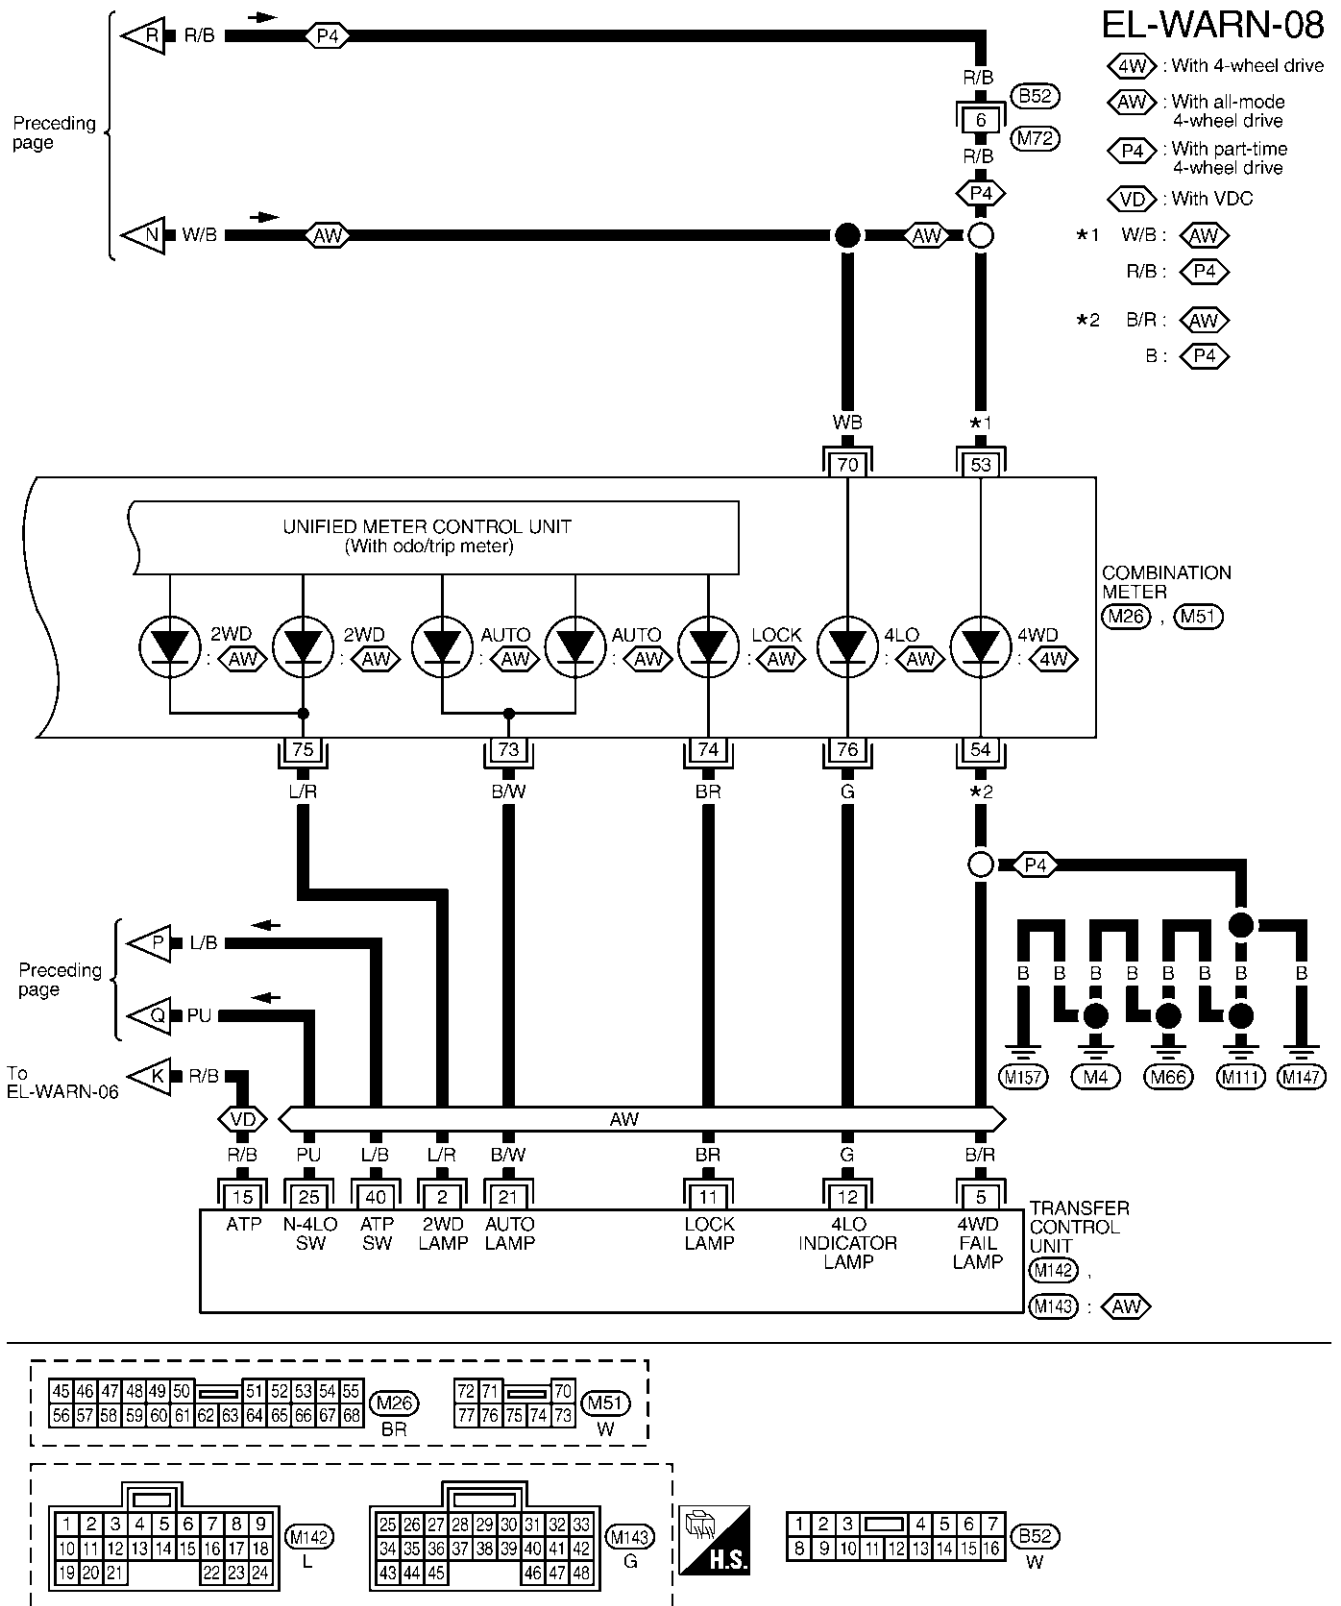 EL-WARN-08
R R/B P4
R/B
B52
6
M72
R/B
P4
Preceding
page
N W/B AW AW
4W : With 4-wheel drive
AW : With all-mode
4-wheel drive
P4 : With part-time
4-wheel drive
VD : With VDC
*1 W/B : AW
R/B : P4
*2 B/R : AW
B : P4
WB *1
70 53
UNIFIED METER CONTROL UNIT
(With odo/trip meter)
COMBINATION
METER
M26 , M51
2WD : AW
2WD : AW
AUTO : AW
AUTO : AW
LOCK : AW
4LO : AW
4WD : 4W
75 73 74 76 54
L/R B/W BR G *2
P4
Preceding
page
P L/B
Q PU
To
EL-WARN-06
K R/B
B B B B B B B B
M157 M4 M66 M111 M147
VD AW
R/B PU L/B L/R B/W BR G B/R
15 25 40 2 21 11 12 5
ATP
N-4LO
SW
ATP
SW
2WD
LAMP
AUTO
LAMP
LOCK
LAMP
4LO
INDICATOR
LAMP
4WD
FAIL
LAMP
TRANSFER
CONTROL
UNIT
M142 ,
M143 : AW
45 46 47 48 49 50 51 52 53 54 55
56 57 58 59 60 61 62 63 64 65 66 67 68
M26
BR
72 71 70
77 76 75 74 73
M51
W
1 2 3 4 5 6 7 8 9
10 11 12 13 14 15 16 17 18
19 20 21 22 23 24
M142
L
25 26 27 28 29 30 31 32 33
34 35 36 37 38 39 40 41 42
43 44 45 46 47 48
M143
G
H.S.
1 2 3 4 5 6 7
8 9 10 11 12 13 14 15 16
B52
W